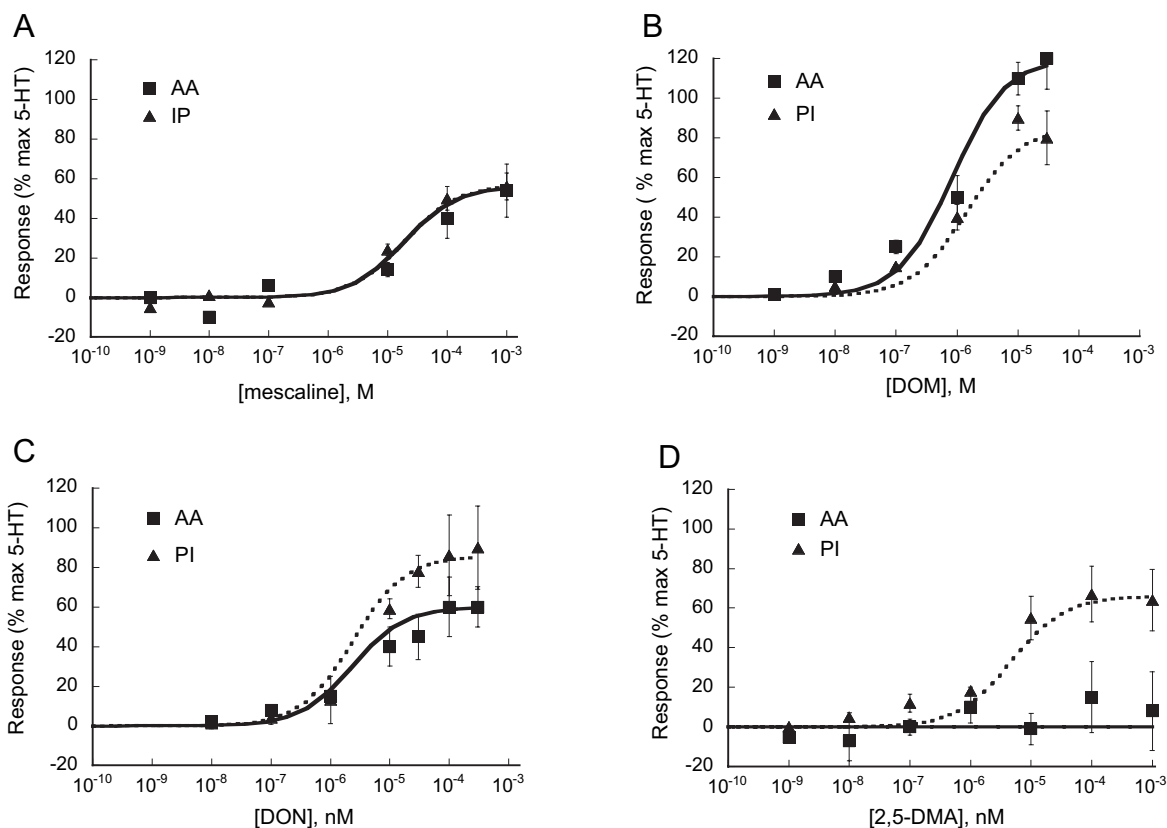 A
Response (% max 5-HT)
120
100
80
60
40
20
0
-20
AA
IP
10-10 10-9 10-8 10-7 10-6 10-5 10-4 10-3
[mescaline], M
B
Response ( % max 5-HT)
120
100
80
60
40
20
0
-20
AA
PI
10-10 10-9 10-8 10-7 10-6 10-5 10-4 10-3
[DOM], M
C
Response (% max 5-HT)
120
100
80
60
40
20
0
-20
AA
PI
10-10 10-9 10-8 10-7 10-6 10-5 10-4 10-3
[DON], nM
D
Response (% max 5-HT)
120
100
80
60
40
20
0
-20
AA
PI
10-10 10-9 10-8 10-7 10-6 10-5 10-4 10-3
[2,5-DMA], nM